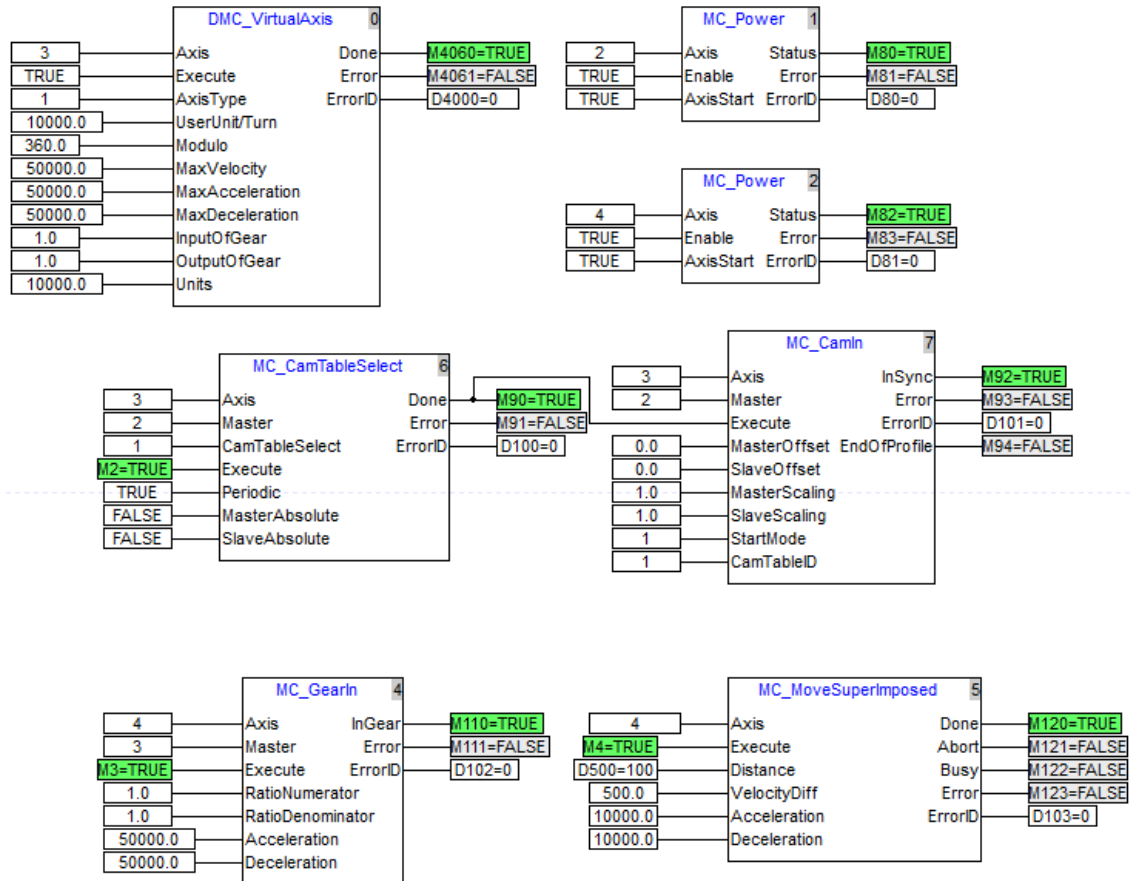 DMC_VirtualAxis 0
3 Axis Done M4060=TRUE
TRUE Execute Error M4061=FALSE
1 AxisType ErrorID D4000=0
10000.0 UserUnit/Turn
360.0 Modulo
50000.0 MaxVelocity
50000.0 MaxAcceleration
50000.0 MaxDeceleration
1.0 InputOfGear
1.0 OutputOfGear
10000.0 Units
MC_Power 1
2 Axis Status M80=TRUE
TRUE Enable Error M81=FALSE
TRUE AxisStart ErrorID D80=0
MC_Power 2
4 Axis Status M82=TRUE
TRUE Enable Error M83=FALSE
TRUE AxisStart ErrorID D81=0
MC_CamTableSelect 6
3 Axis Done M90=TRUE
2 Master Error M91=FALSE
1 CamTableSelect ErrorID D100=0
M2=TRUE Execute
TRUE Periodic
FALSE MasterAbsolute
FALSE SlaveAbsolute
MC_CamIn 7
3 Axis InSync M92=TRUE
2 Master Error M93=FALSE
Execute ErrorID D101=0
0.0 MasterOffset EndOfProfile M94=FALSE
0.0 SlaveOffset
1.0 MasterScaling
1.0 SlaveScaling
1 StartMode
1 CamTableID
MC_GearIn 4
4 Axis InGear M110=TRUE
3 Master Error M111=FALSE
M3=TRUE Execute ErrorID D102=0
1.0 RatioNumerator
1.0 RatioDenominator
50000.0 Acceleration
50000.0 Deceleration
MC_MoveSuperImposed 5
4 Axis Done M120=TRUE
M4=TRUE Execute Abort M121=FALSE
D500=100 Distance Busy M122=FALSE
500.0 VelocityDiff Error M123=FALSE
10000.0 Acceleration ErrorID D103=0
10000.0 Deceleration